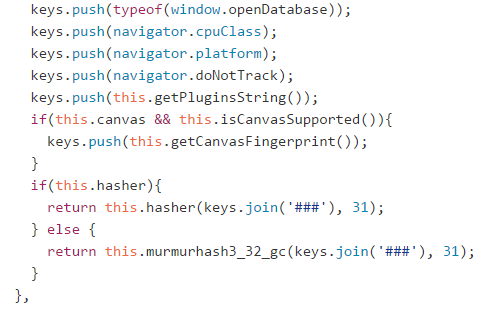 keys.push(typeof(window.openDatabase));
keys.push(navigator.cpuClass);
keys.push(navigator.platform);
keys.push(navigator.doNotTrack);
keys.push(this.getPluginsString());
if(this.canvas && this.isCanvasSupported()){
keys.push(this.getCanvasFingerprint());
}
if(this.hasher){
return this.hasher(keys.join('###'), 31);
} else {
return this.murmurhash3_32_gc(keys.join('###'), 31);
}
},